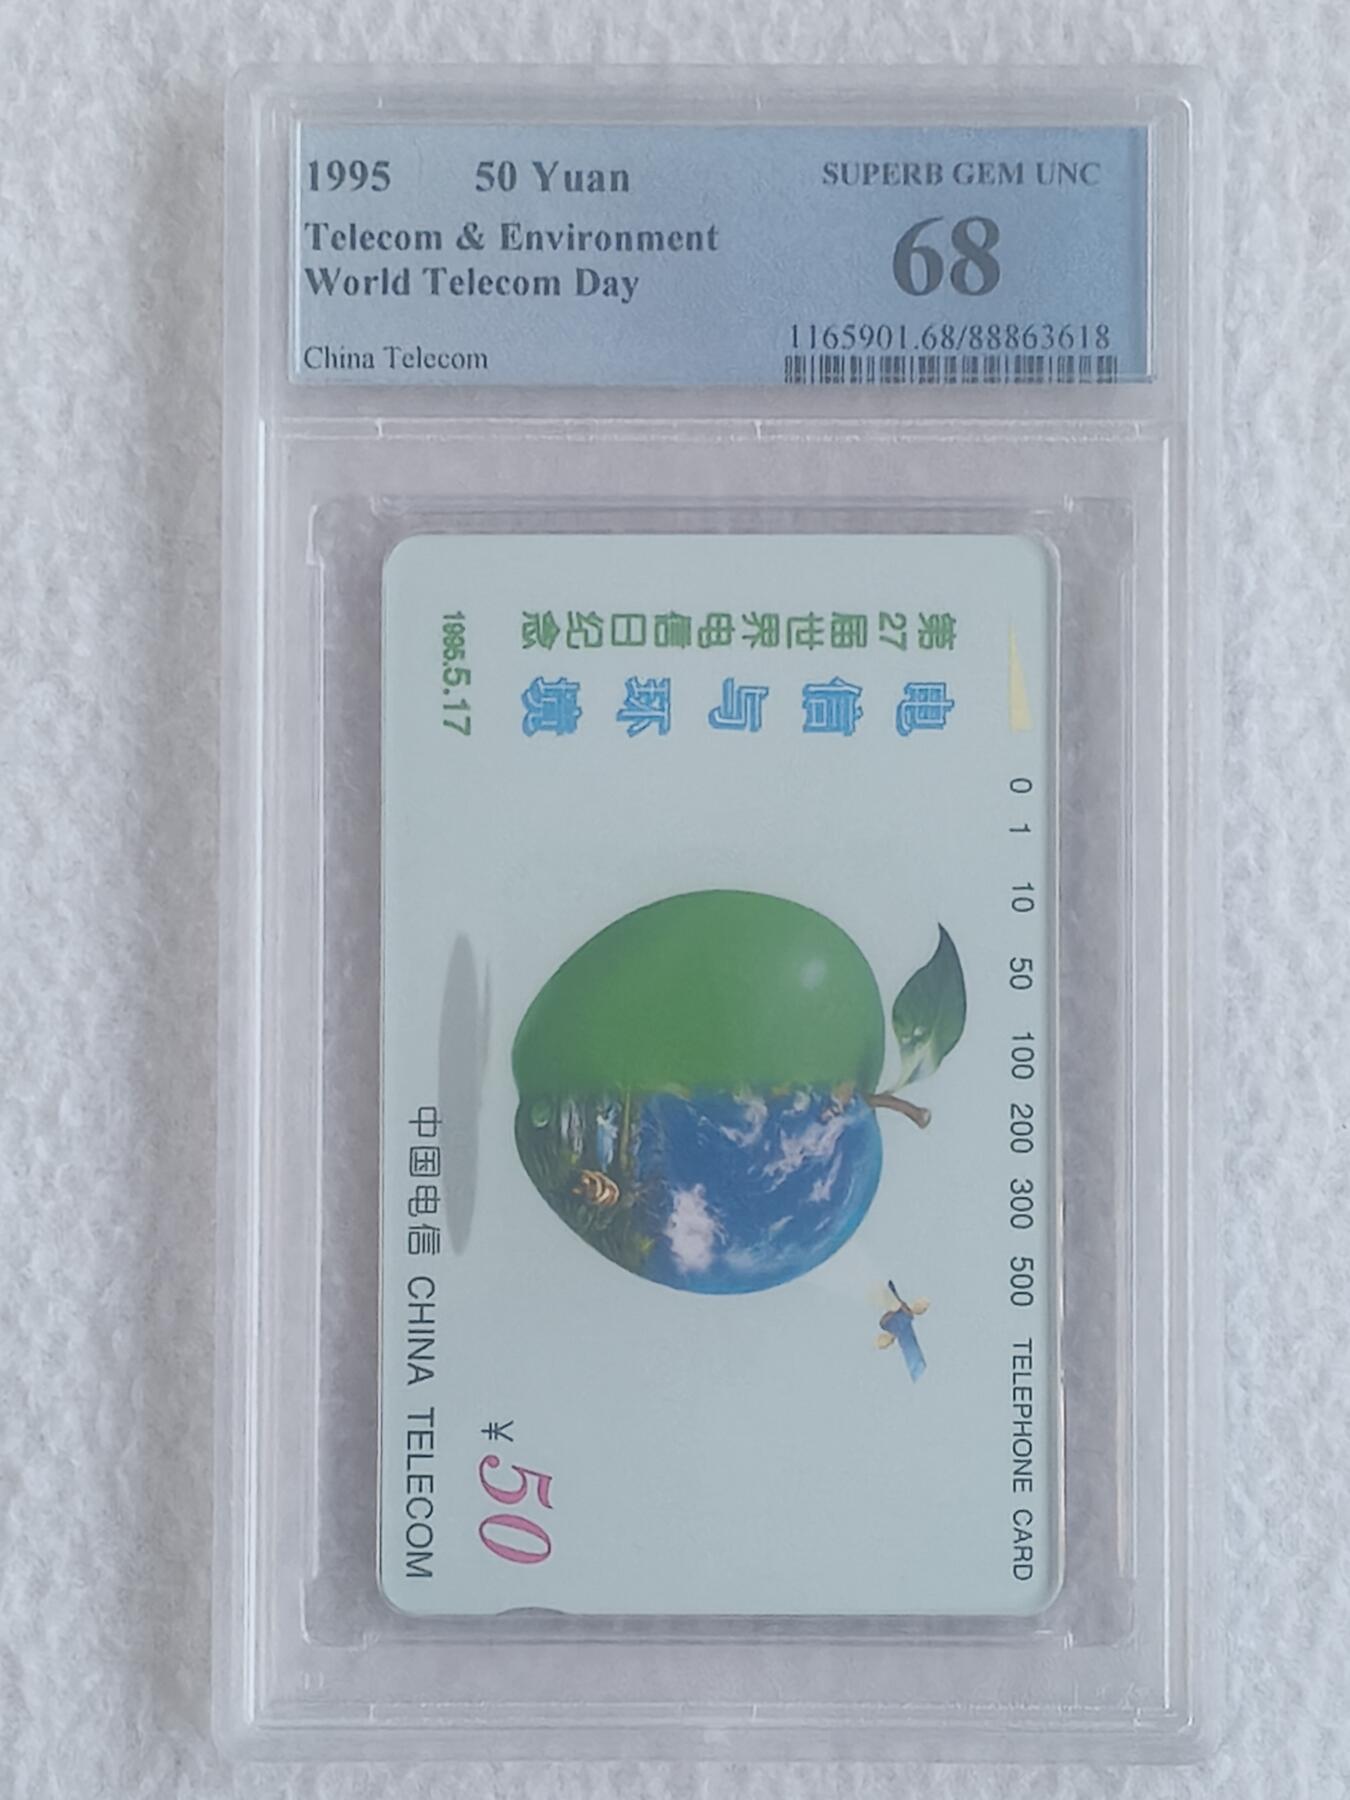 1995 50 Yuan
Telecom & Environment
World Telecom Day
China Telecom
SUPERB GEM UNC
68
1165901.68/88863618
0 1 10 50 100 200 300 500 TELEPHONE CARD
第27届世界电信日纪念
电信与环境
1995.5.17
¥50
中国电信 CHINA TELECOM